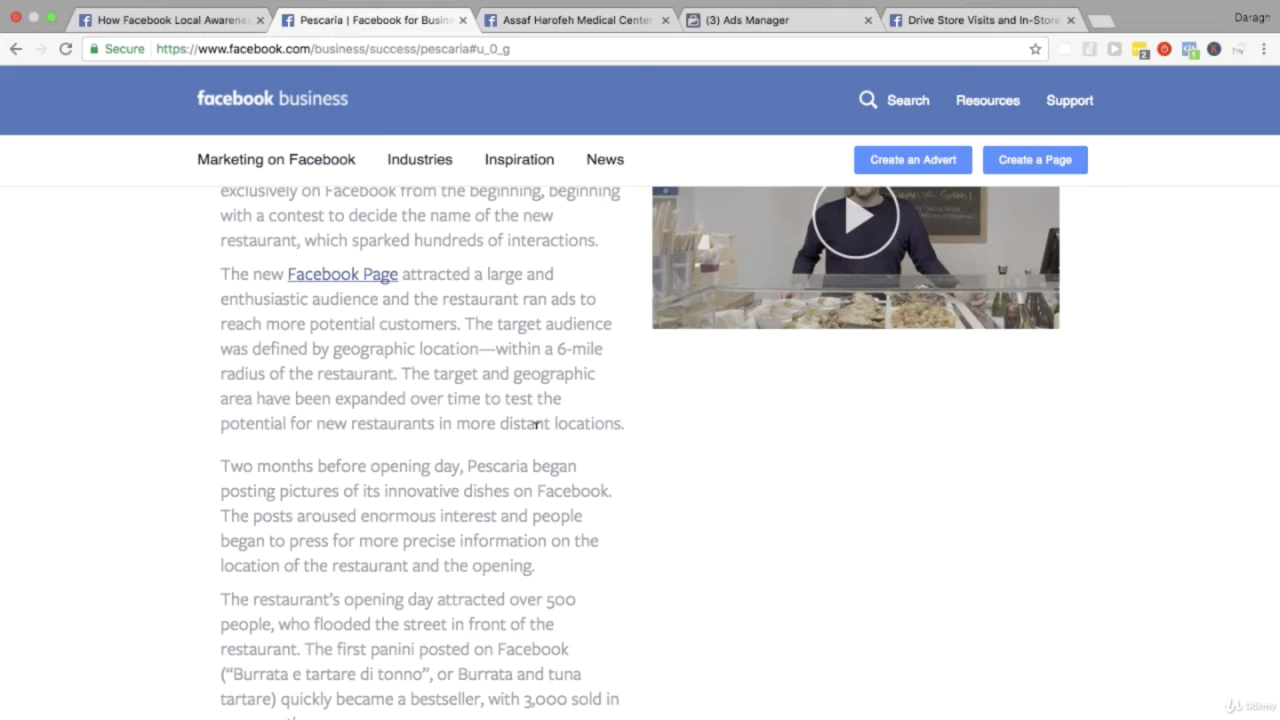 How Facebook Local Awarene
Pescaria | Facebook for Busin
Assaf Harofeh Medical Center
(3) Ads Manager
Drive Store Visits and In-Store
Daragh
Secure
https://www.facebook.com/business/success/pescaria#u_0_g
2
1
facebook business
Search
Resources
Support
Marketing on Facebook
Industries
Inspiration
News
Create an Advert
Create a Page
exclusively on Facebook from the beginning, beginning
with a contest to decide the name of the new
restaurant, which sparked hundreds of interactions.
The new Facebook Page attracted a large and
enthusiastic audience and the restaurant ran ads to
reach more potential customers. The target audience
was defined by geographic location—within a 6-mile
radius of the restaurant. The target and geographic
area have been expanded over time to test the
potential for new restaurants in more distant locations.
Two months before opening day, Pescaria began
posting pictures of its innovative dishes on Facebook.
The posts aroused enormous interest and people
began to press for more precise information on the
location of the restaurant and the opening.
The restaurant's opening day attracted over 500
people, who flooded the street in front of the
restaurant. The first panini posted on Facebook
("Burrata e tartare di tonno", or Burrata and tuna
tartare) quickly became a bestseller, with 3,000 sold in
Udemy